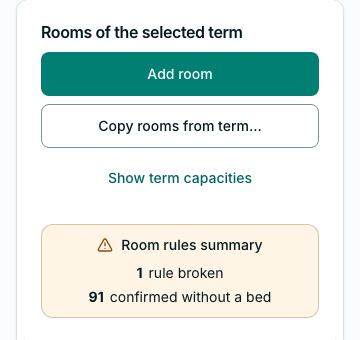 Rooms of the selected term
Add room
Copy rooms from term...
Show term capacities
Room rules summary
1 rule broken
91 confirmed without a bed